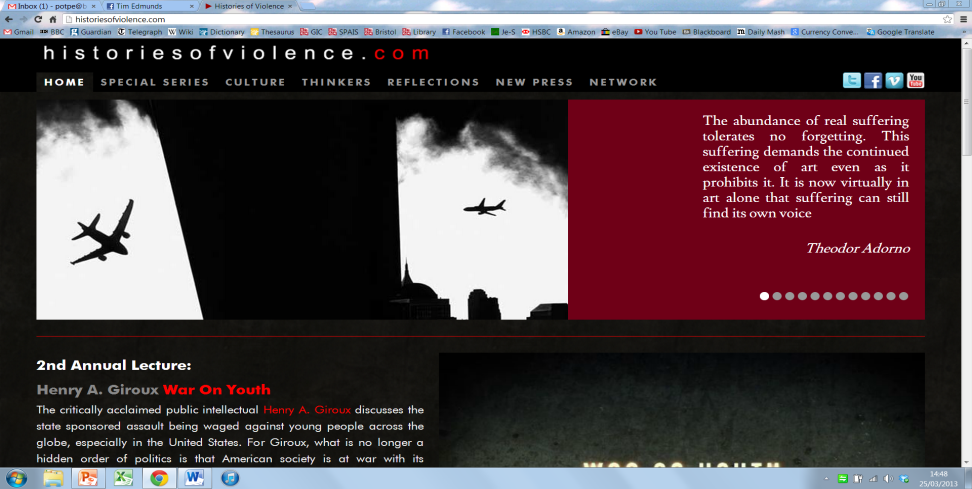 Inbox (1) - potpe@t
Tim Edmunds
Histories of Violence
historiesofviolence.com
Gmail BBC Guardian Telegraph Wiki Dictionary Thesaurus GIC SPAIS Bristol Library Facebook Je-S HSBC Amazon eBay You Tube Blackboard Daily Mash Currency Conve... Google Translate
historiesofviolence.com
HOME SPECIAL SERIES CULTURE THINKERS REFLECTIONS NEW PRESS NETWORK
You
Tube
The abundance of real suffering
tolerates no forgetting. This
suffering demands the continued
existence of art even as it
prohibits it. It is now virtually in
art alone that suffering can still
find its own voice
Theodor Adorno
2nd Annual Lecture:
Henry A. Giroux War On Youth
The critically acclaimed public intellectual Henry A. Giroux discusses the
state sponsored assault being waged against young people across the
globe, especially in the United States. For Giroux, what is no longer a
hidden order of politics is that American society is at war with its
14:48
25/03/2013